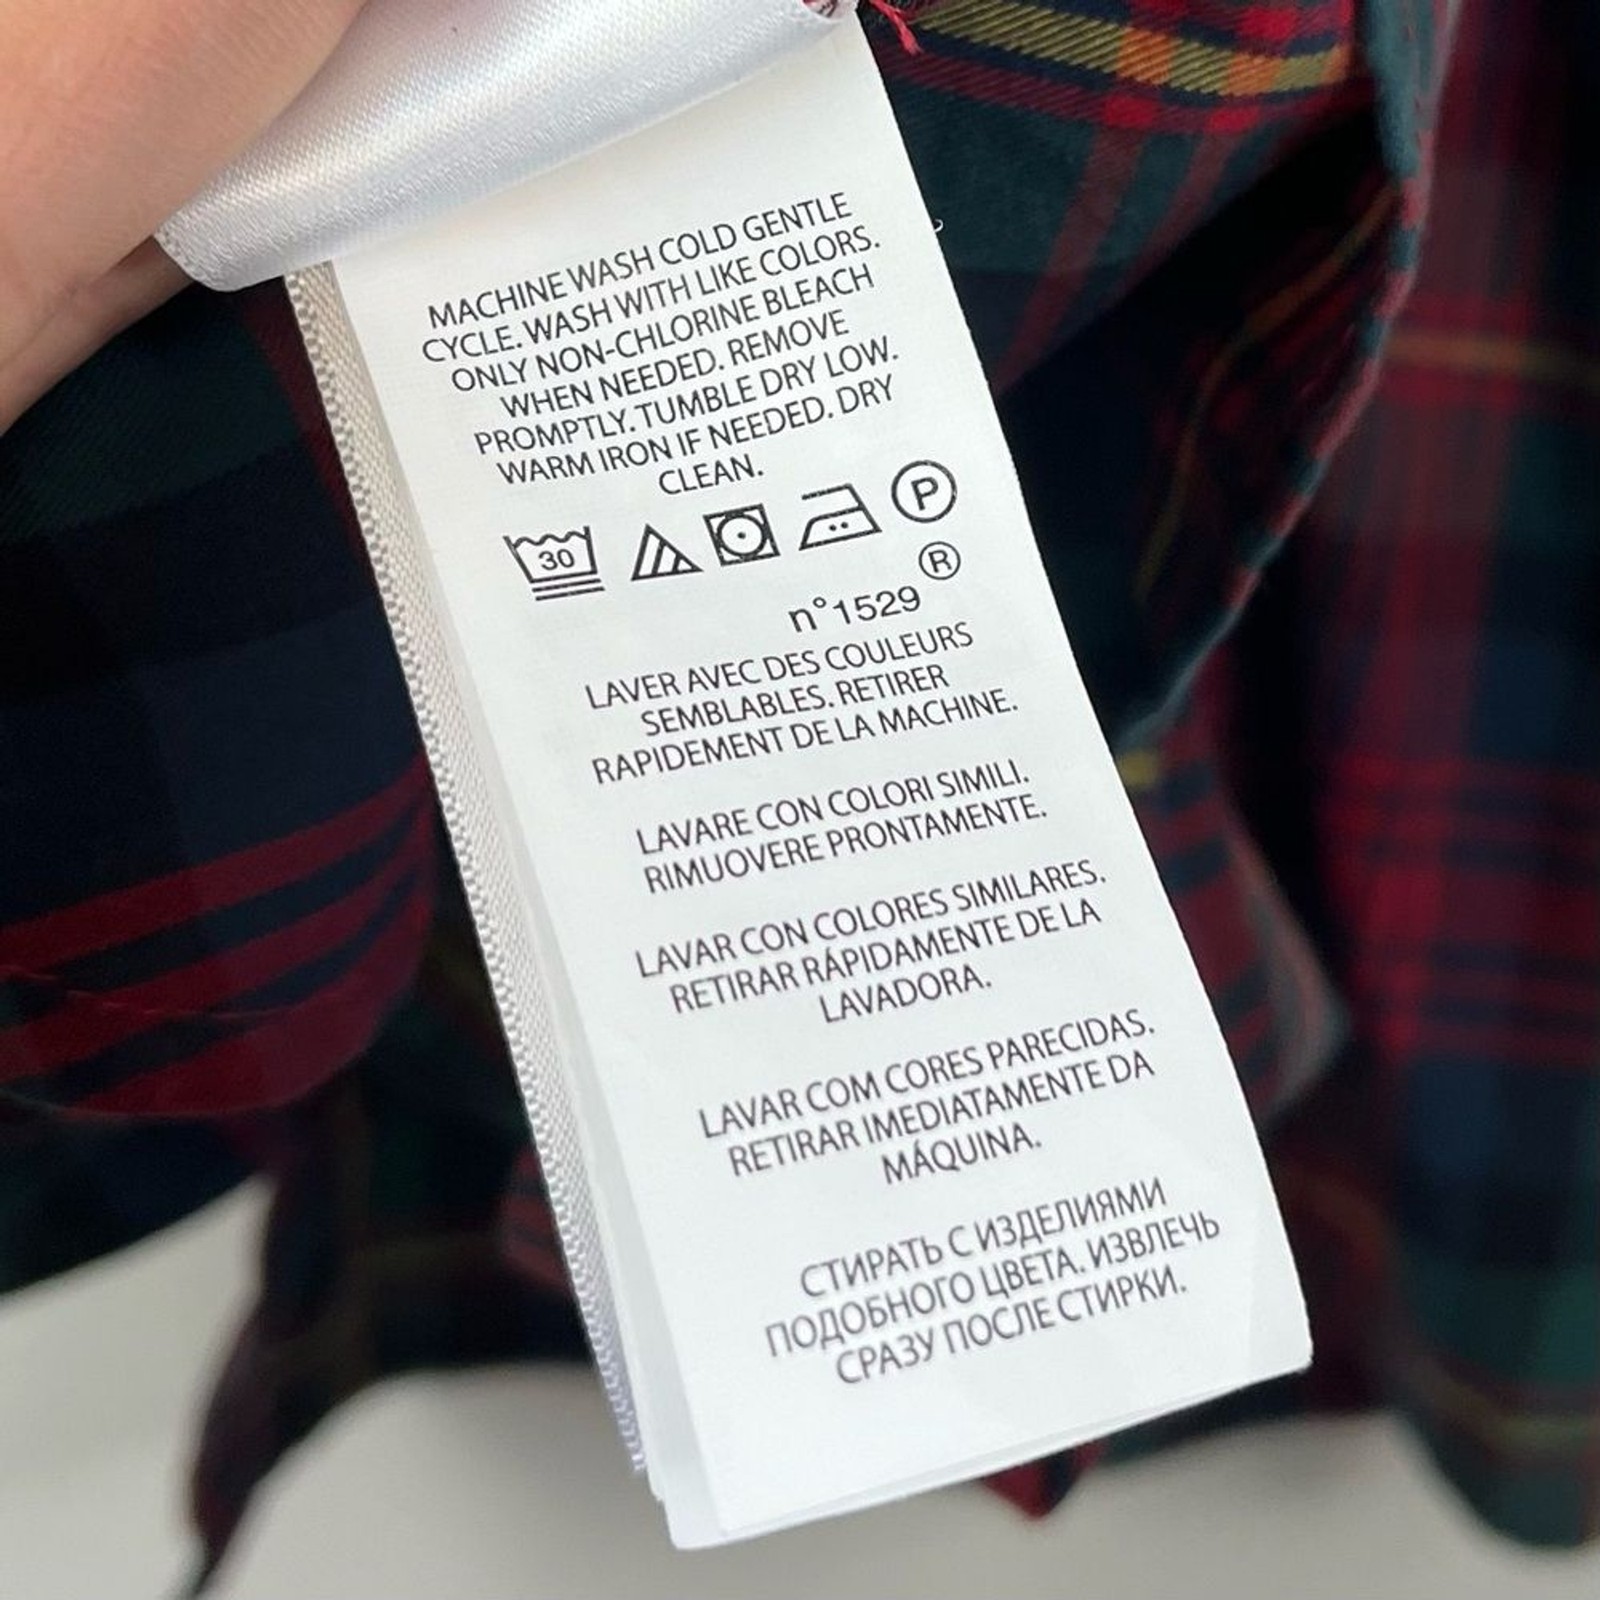 MACHINE WASH COLD GENTLE
CYCLE. WASH WITH LIKE COLORS.
ONLY NON-CHLORINE BLEACH
WHEN NEEDED. REMOVE
PROMPTLY. TUMBLE DRY LOW.
WARM IRON IF NEEDED. DRY
CLEAN.
30 P
®
n°1529
LAVER AVEC DES COULEURS
SEMBLABLES. RETIRER
RAPIDEMENT DE LA MACHINE.
LAVARE CON COLORI SIMILI.
RIMUOVERE PRONTAMENTE.
LAVAR CON COLORES SIMILARES.
RETIRAR RÁPIDAMENTE DE LA
LAVADORA.
LAVAR COM CORES PARECIDAS.
RETIRAR IMEDIATAMENTE DA
MÁQUINA.
СТИРАТЬ С ИЗДЕЛИЯМИ
ПОДОБНОГО ЦВЕТА. ИЗВЛЕЧЬ
СРАЗУ ПОСЛЕ СТИРКИ.